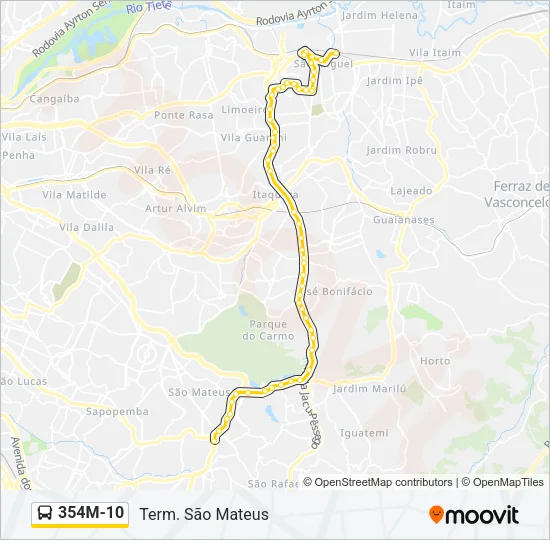 Itaim
Rio Tietê
Rodovia Ayrton Sen
Rodovia Ayrton
Jardim Helena
Vila Itaim
São Miguel
Jardim Ipê
Cangaíba
Limoeiro
Ponte Rasa
Vila Laís
Vila Guarani
Penha
Jardim Robru
Vila Ré
Vila Matilde
Itaquera
Lajeado
Ferraz de
Vasconcelo
Artur Alvim
Guaianases
Vila Dalila
José Bonifácio
Parque
do Carmo
Horto
São Lucas
São Mateus
Jardim Marilú
Jacu
Pêssego
Sapopemba
Iguatemi
Avenida do
São Rafael
© OpenStreetMap contributors | © OpenMapTiles
354M-10 Term. São Mateus
moovit